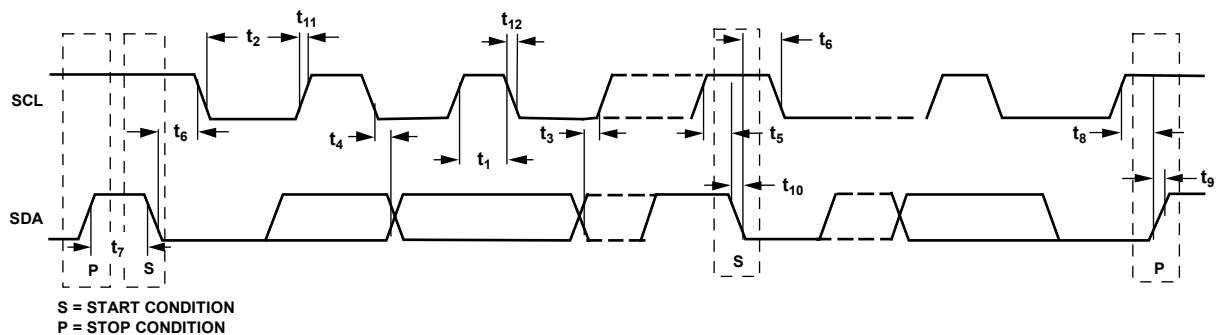 t₁₁ t₁₂
t₂ t₆
SCL
t₆ t₄ t₃ t₅ t₈
t₁
t₉
t₁₀
SDA
t₇
P S S P
S = START CONDITION
P = STOP CONDITION